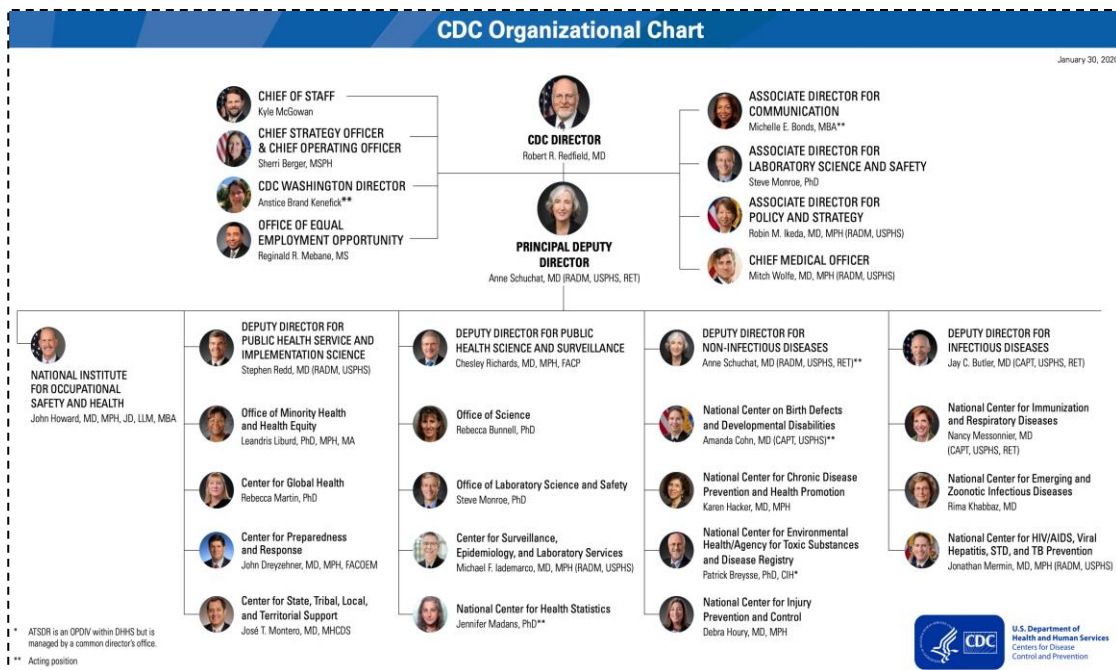 CDC Organizational Chart
January 30, 2020
CHIEF OF STAFF
Kyle McGowan
CHIEF STRATEGY OFFICER
& CHIEF OPERATING OFFICER
Sherri Berger, MSPH
CDC WASHINGTON DIRECTOR
Anstice Brand Kenefick**
OFFICE OF EQUAL
EMPLOYMENT OPPORTUNITY
Reginald R. Mebane, MS
CDC DIRECTOR
Robert R. Redfield, MD
PRINCIPAL DEPUTY
DIRECTOR
Anne Schuchat, MD (RADM, USPHS, RET)
ASSOCIATE DIRECTOR FOR
COMMUNICATION
Michelle E. Bonds, MBA**
ASSOCIATE DIRECTOR FOR
LABORATORY SCIENCE AND SAFETY
Steve Monroe, PhD
ASSOCIATE DIRECTOR FOR
POLICY AND STRATEGY
Robin M. Ikeda, MD, MPH (RADM, USPHS)
CHIEF MEDICAL OFFICER
Mitch Wolfe, MD, MPH (RADM, USPHS)
NATIONAL INSTITUTE
FOR OCCUPATIONAL
SAFETY AND HEALTH
John Howard, MD, MPH, JD, LLM, MBA
DEPUTY DIRECTOR FOR
PUBLIC HEALTH SERVICE AND
IMPLEMENTATION SCIENCE
Stephen Redd, MD (RADM, USPHS)
Office of Minority Health
and Health Equity
Leandris Liburd, PhD, MPH, MA
Center for Global Health
Rebecca Martin, PhD
Center for Preparedness
and Response
John Dreyzehner, MD, MPH, FACOEM
Center for State, Tribal, Local,
and Territorial Support
José T. Montero, MD, MHCDS
DEPUTY DIRECTOR FOR PUBLIC
HEALTH SCIENCE AND SURVEILLANCE
Chesley Richards, MD, MPH, FACP
Office of Science
Rebecca Bunnell, PhD
Office of Laboratory Science and Safety
Steve Monroe, PhD
Center for Surveillance,
Epidemiology, and Laboratory Services
Michael F. Iademarco, MD, MPH (RADM, USPHS)
National Center for Health Statistics
Jennifer Madans, PhD**
DEPUTY DIRECTOR FOR
NON-INFECTIOUS DISEASES
Anne Schuchat, MD (RADM, USPHS, RET)**
National Center on Birth Defects
and Developmental Disabilities
Amanda Cohn, MD (CAPT, USPHS)**
National Center for Chronic Disease
Prevention and Health Promotion
Karen Hacker, MD, MPH
National Center for Environmental
Health/Agency for Toxic Substances
and Disease Registry
Patrick Breysse, PhD, CIH*
National Center for Injury
Prevention and Control
Debra Houry, MD, MPH
DEPUTY DIRECTOR FOR
INFECTIOUS DISEASES
Jay C. Butler, MD (CAPT, USPHS, RET)
National Center for Immunization
and Respiratory Diseases
Nancy Messonnier, MD
(CAPT, USPHS, RET)
National Center for Emerging and
Zoonotic Infectious Diseases
Rima Khabbaz, MD
National Center for HIV/AIDS, Viral
Hepatitis, STD, and TB Prevention
Jonathan Mermin, MD, MPH (RADM, USPHS)
* ATSDR is an OPDIV within DHHS but is
managed by a common director's office.
** Acting position
CDC
U.S. Department of
Health and Human Services
Centers for Disease
Control and Prevention